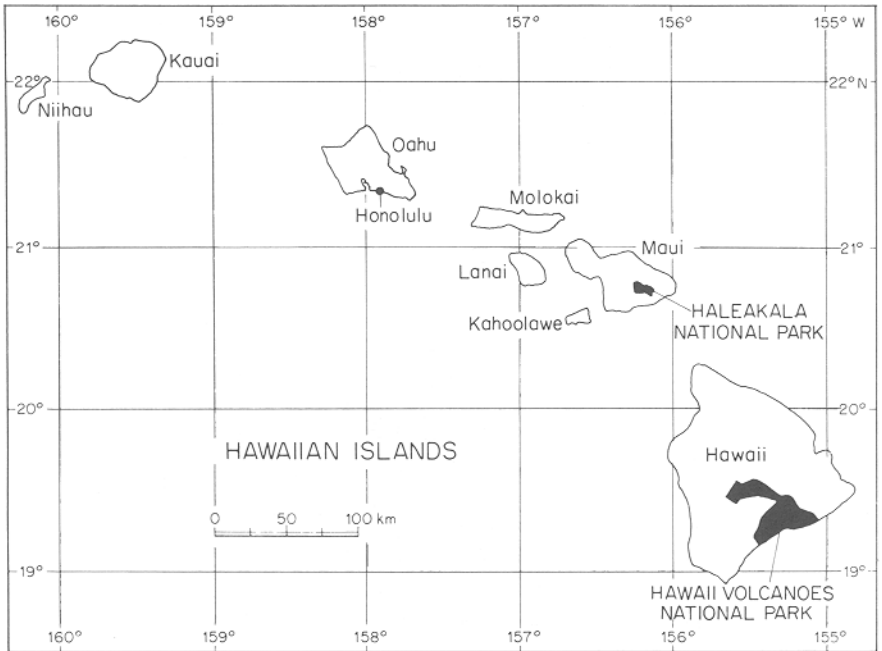 160°
159°
158°
157°
156°
155° W
Kauai
22°
22° N
Niihau
Oahu
Honolulu
Molokai
21°
21°
Maui
Lanai
Kahoolawe
HALEAKALA
NATIONAL PARK
20°
20°
HAWAIIAN ISLANDS
Hawaii
0 50 100 km
19°
19°
HAWAII VOLCANOES
NATIONAL PARK
160°
159°
158°
157°
156°
155°